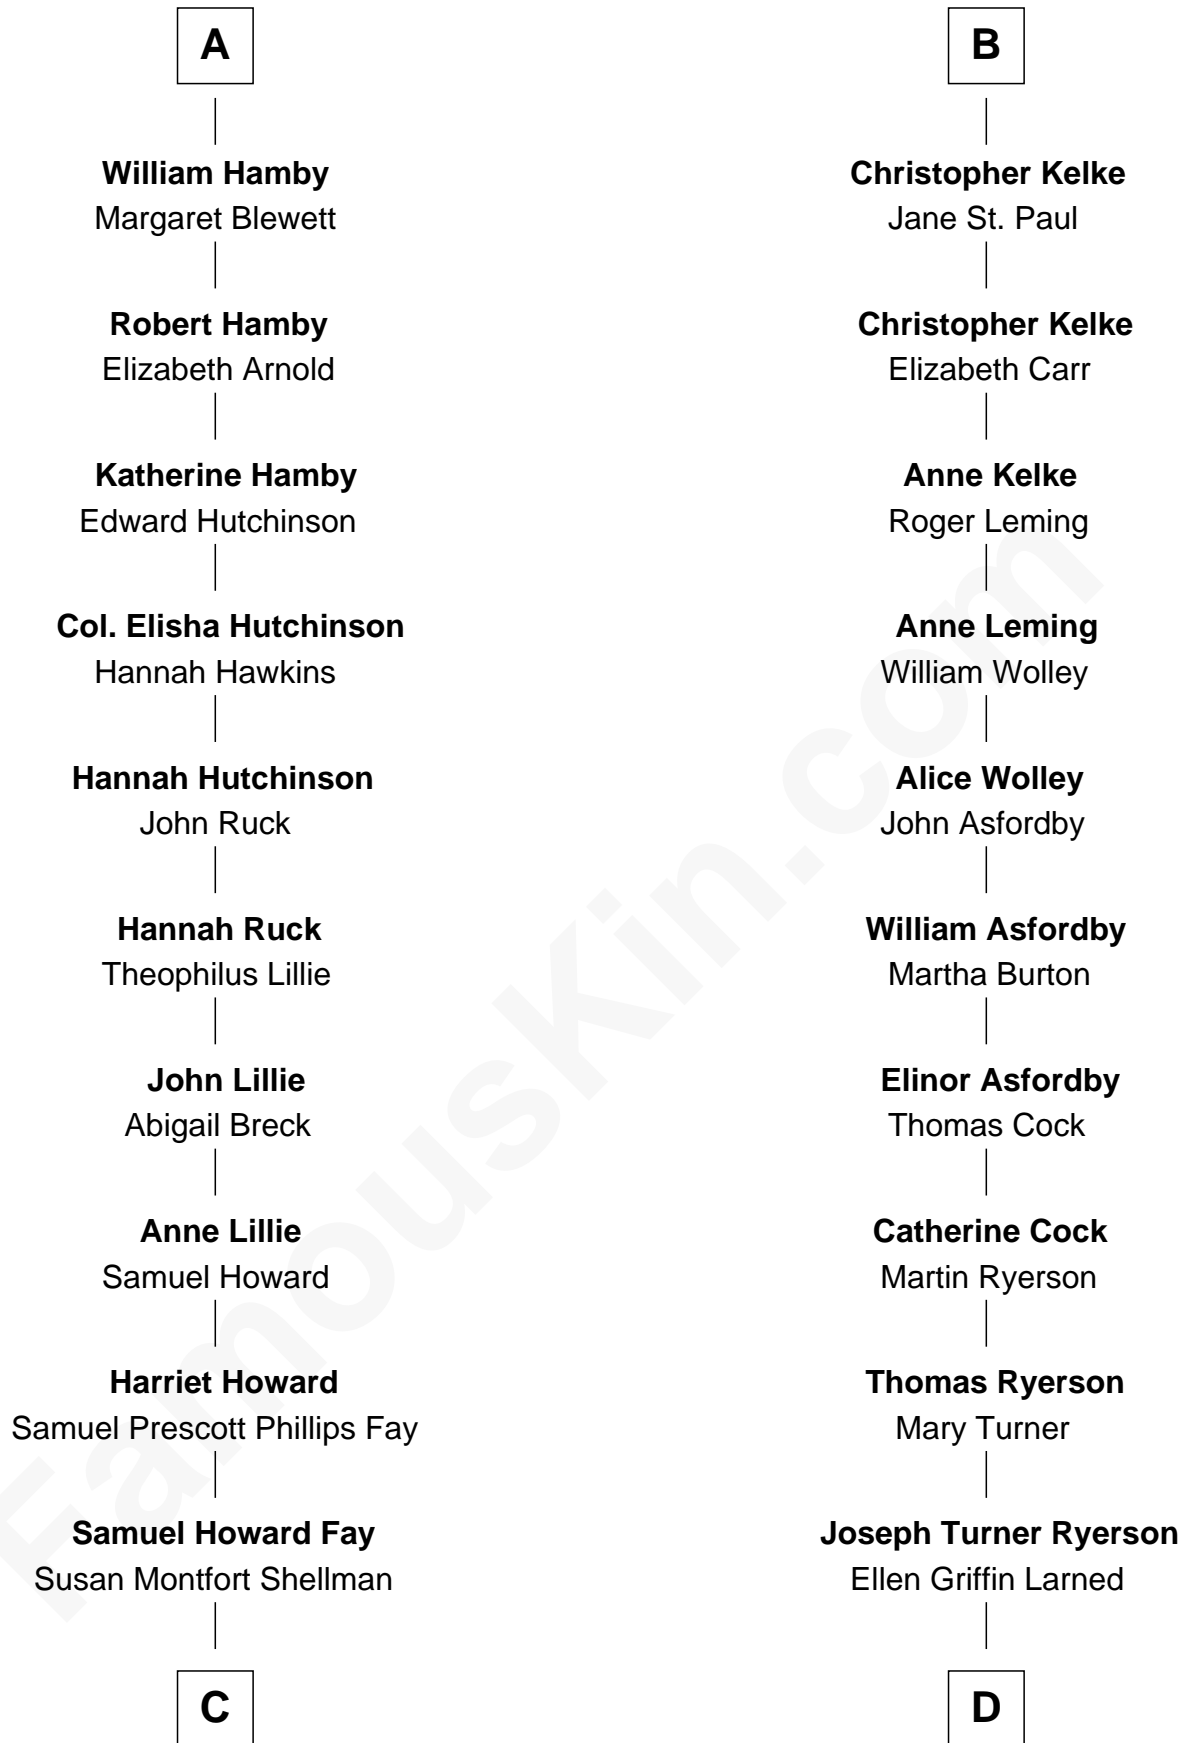 A
William Hamby
Margaret Blewett
Robert Hamby
Elizabeth Arnold
Katherine Hamby
Edward Hutchinson
Col. Elisha Hutchinson
Hannah Hawkins
Hannah Hutchinson
John Ruck
Hannah Ruck
Theophilus Lillie
John Lillie
Abigail Breck
Anne Lillie
Samuel Howard
Harriet Howard
Samuel Prescott Phillips Fay
Samuel Howard Fay
Susan Montfort Shellman
C
B
Christopher Kelke
Jane St. Paul
Christopher Kelke
Elizabeth Carr
Anne Kelke
Roger Leming
Anne Leming
William Wolley
Alice Wolley
John Asfordby
William Asfordby
Martha Burton
Elinor Asfordby
Thomas Cock
Catherine Cock
Martin Ryerson
Thomas Ryerson
Mary Turner
Joseph Turner Ryerson
Ellen Griffin Larned
D
FamousKin.com